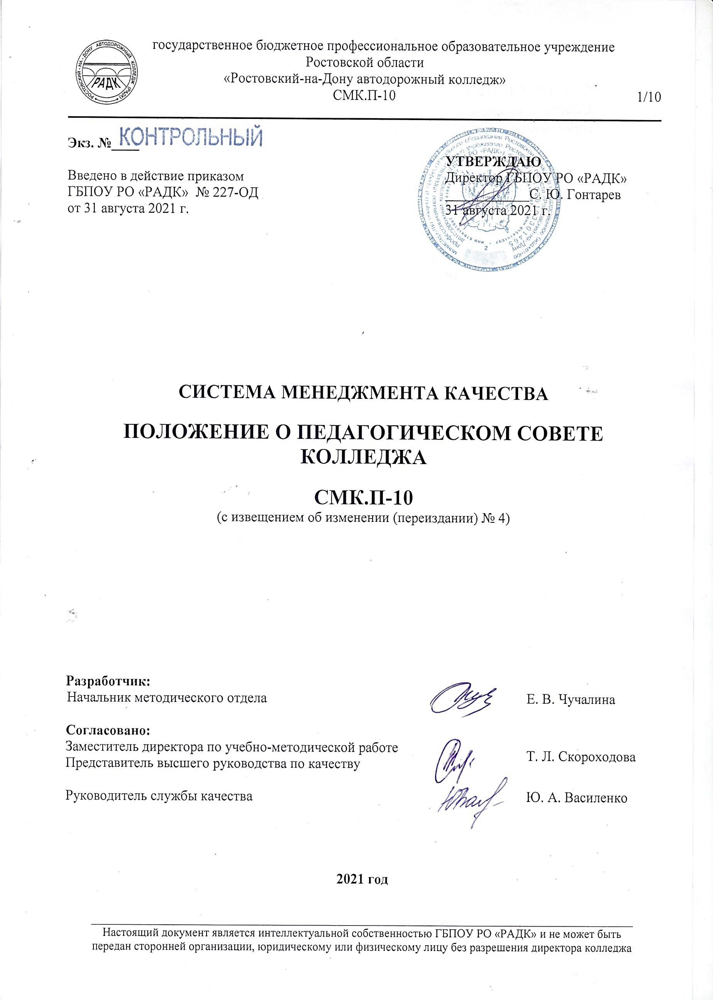 государственное бюджетное профессиональное образовательное учреждение
Ростовской области
«Ростовский-на-Дону автодорожный колледж»
СМК.П-10
1/10
РОСТОВСКИЙ-НА-ДОНУ АВТОДОРОЖНЫЙ КОЛЛЕДЖ (РАДК)
РАДК
Экз. №____ КОНТРОЛЬНЫЙ
Введено в действие приказом
ГБПОУ РО «РАДК» № 227-ОД
от 31 августа 2021 г.
УТВЕРЖДАЮ
Директор ГБПОУ РО «РАДК»
____________С. Ю. Гонтарев
31 августа 2021 г.
СИСТЕМА МЕНЕДЖМЕНТА КАЧЕСТВА
ПОЛОЖЕНИЕ О ПЕДАГОГИЧЕСКОМ СОВЕТЕ
КОЛЛЕДЖА
СМК.П-10
(с извещением об изменении (переиздании) № 4)
Разработчик:
Начальник методического отдела Е. В. Чучалина
Согласовано:
Заместитель директора по учебно-методической работе
Представитель высшего руководства по качеству Т. Л. Скороходова
Руководитель службы качества Ю. А. Василенко
2021 год
Настоящий документ является интеллектуальной собственностью ГБПОУ РО «РАДК» и не может быть
передан сторонней организации, юридическому или физическому лицу без разрешения директора колледжа